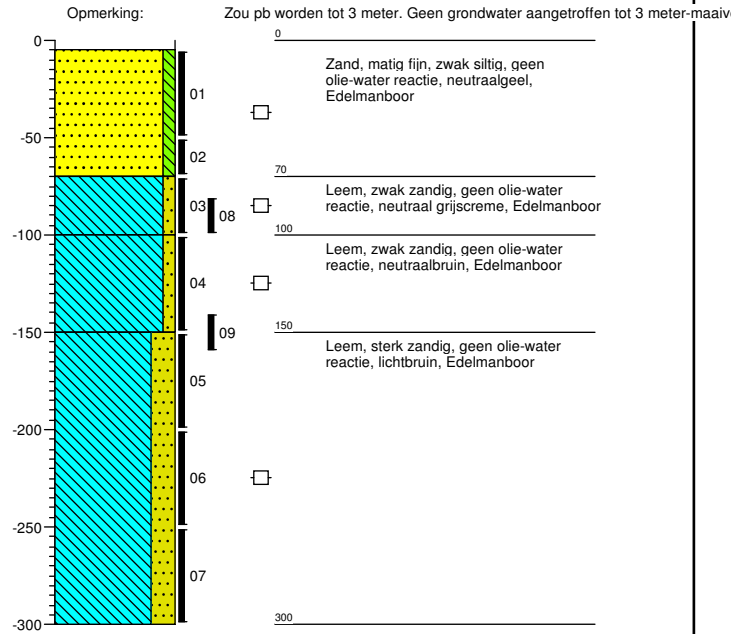 Opmerking: Zou pb worden tot 3 meter. Geen grondwater aangetroffen tot 3 meter-maaiv
0
0
Zand, matig fijn, zwak siltig, geen
olie-water reactie, neutraalgeel,
Edelmanboor
01
-50
02
70
Leem, zwak zandig, geen olie-water
reactie, neutraal grijscreme, Edelmanboor
03
08
-100
100
Leem, zwak zandig, geen olie-water
reactie, neutraalbruin, Edelmanboor
04
-150
09
150
Leem, sterk zandig, geen olie-water
reactie, lichtbruin, Edelmanboor
05
-200
06
-250
07
-300
300